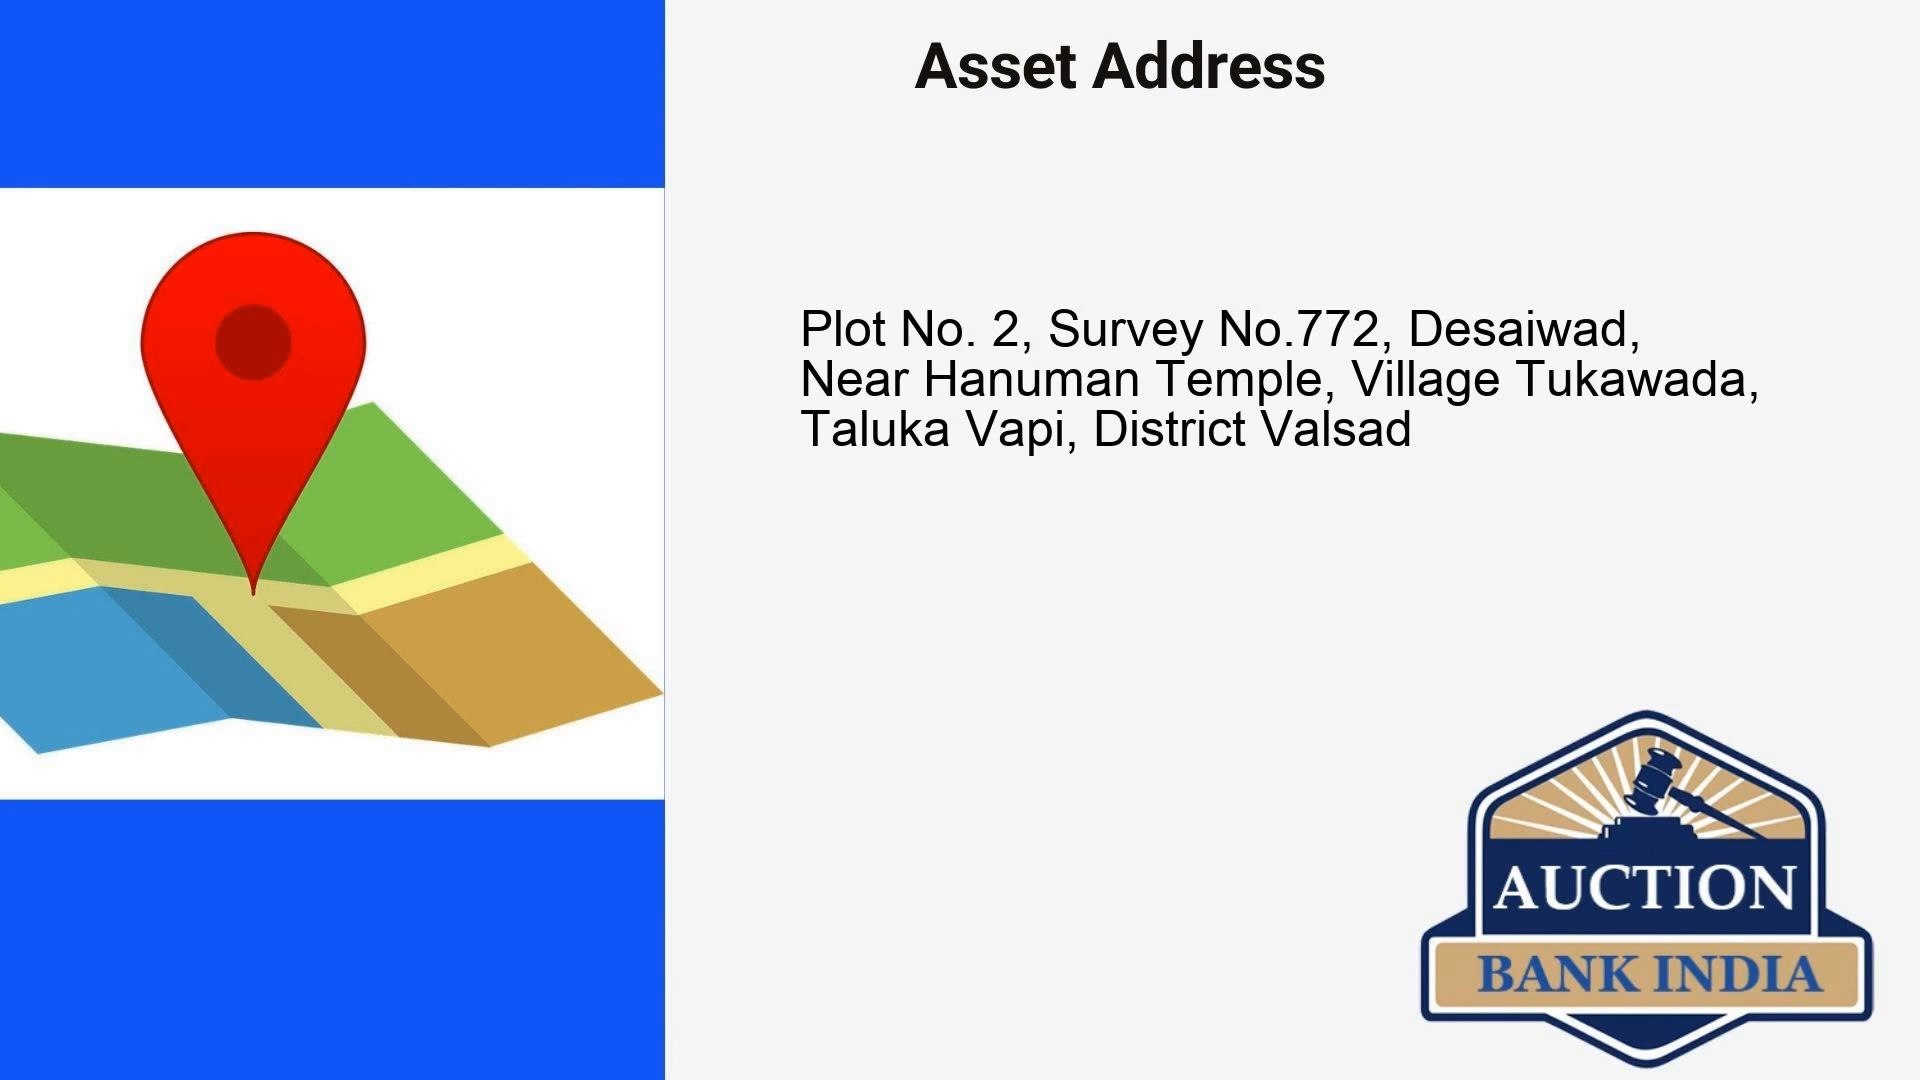 Asset Address
Plot No. 2, Survey No.772, Desaiwad,
Near Hanuman Temple, Village Tukawada,
Taluka Vapi, District Valsad
AUCTION
BANK INDIA